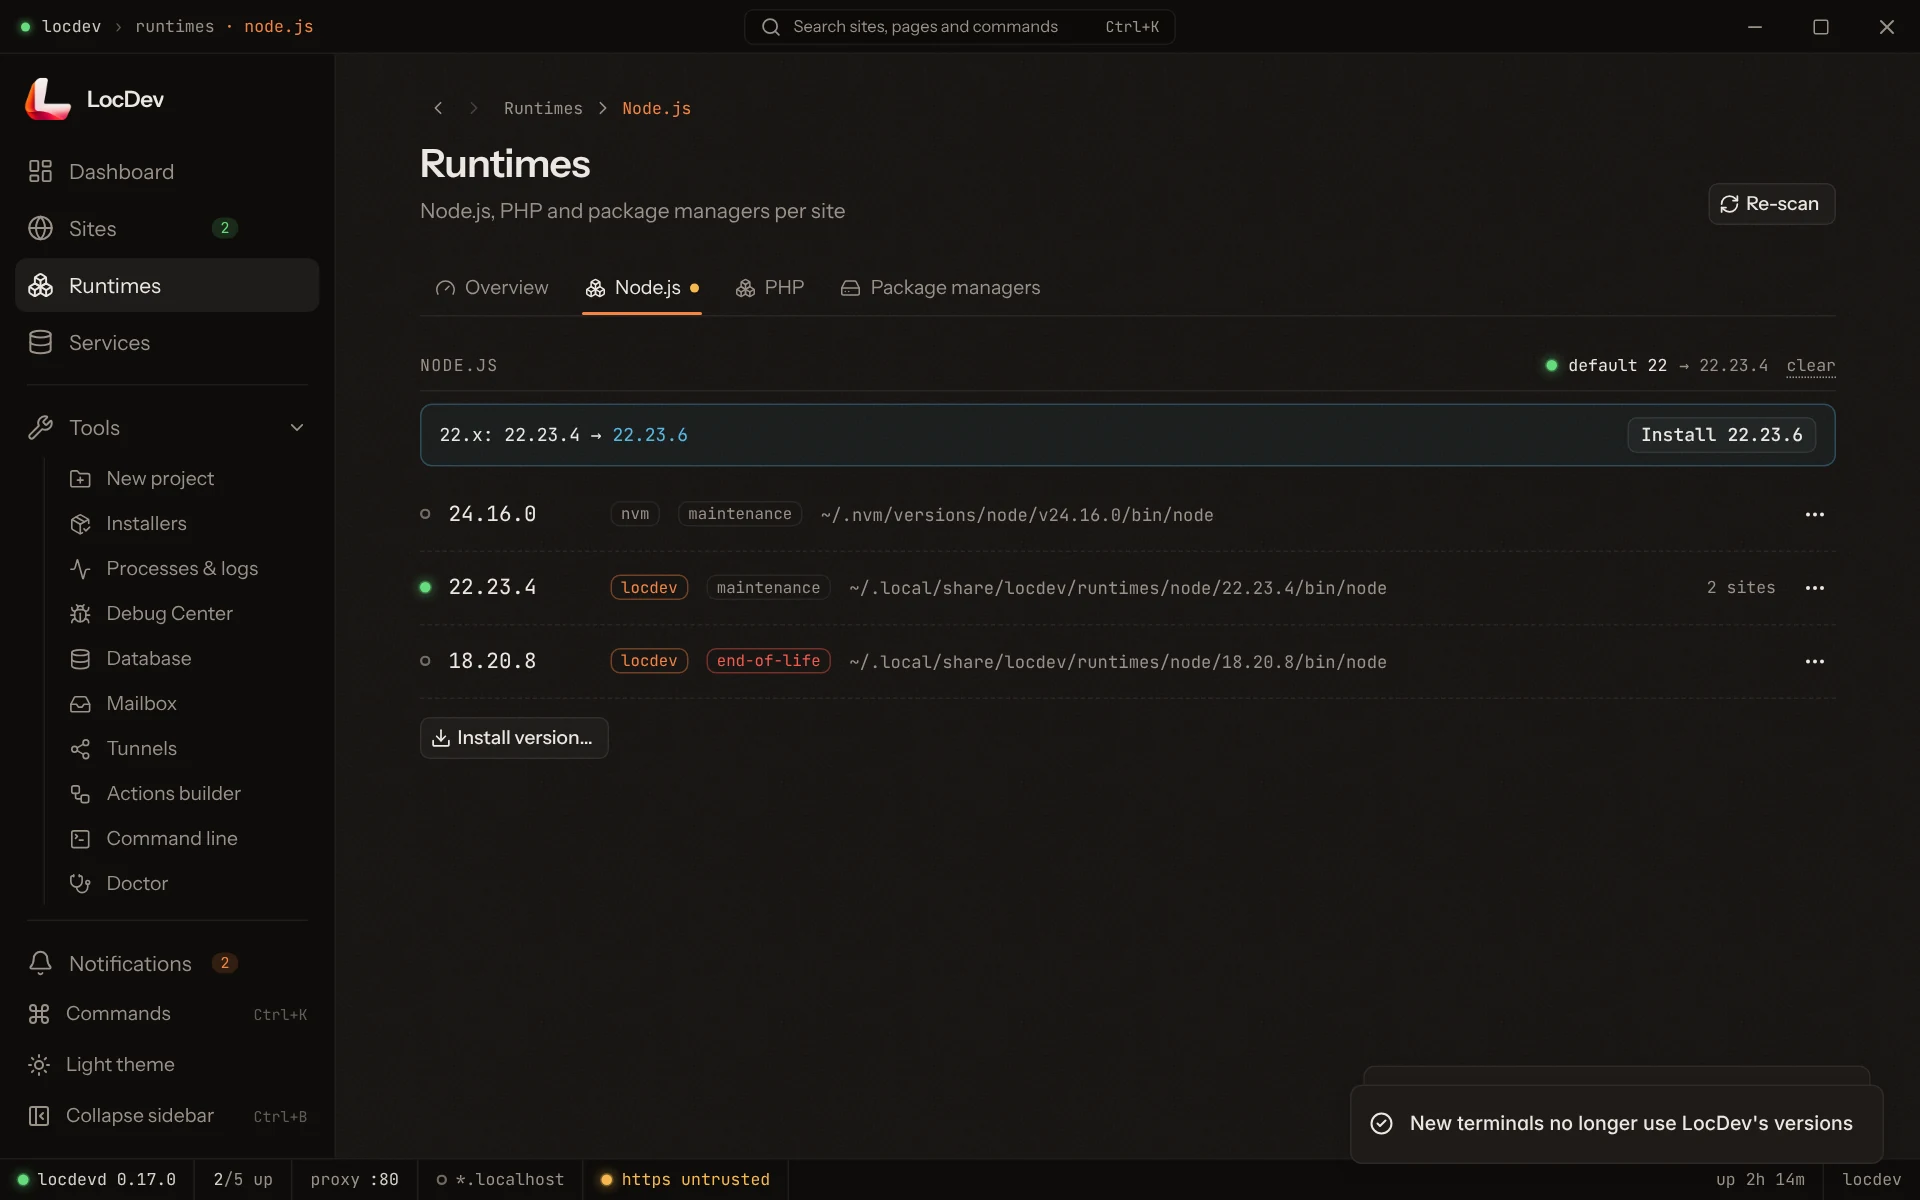 locdev › runtimes · node.js
Search sites, pages and commands Ctrl+K
LocDev
Dashboard
Sites 2
Runtimes
Services
Tools
New project
Installers
Processes & logs
Debug Center
Database
Mailbox
Tunnels
Actions builder
Command line
Doctor
Notifications 2
Commands Ctrl+K
Light theme
Collapse sidebar Ctrl+B
Runtimes > Node.js
Runtimes
Node.js, PHP and package managers per site
Re-scan
Overview Node.js PHP Package managers
NODE.JS default 22 → 22.23.4 clear
22.x: 22.23.4 → 22.23.6 Install 22.23.6
24.16.0 nvm maintenance ~/.nvm/versions/node/v24.16.0/bin/node
22.23.4 locdev maintenance ~/.local/share/locdev/runtimes/node/22.23.4/bin/node 2 sites
18.20.8 locdev end-of-life ~/.local/share/locdev/runtimes/node/18.20.8/bin/node
Install version...
New terminals no longer use LocDev's versions
locdevd 0.17.0 2/5 up proxy :80 *.localhost https untrusted up 2h 14m locdev